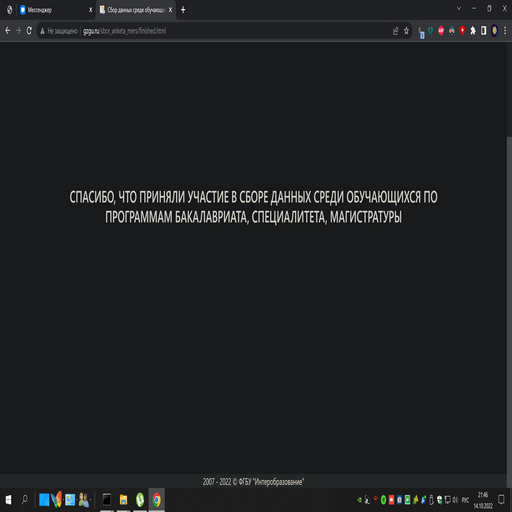 Мессенджер
Сбор данных среди обучающи
Не защищено
gzgu.ru/sbor_anketa_mers/finished.html
СПАСИБО, ЧТО ПРИНЯЛИ УЧАСТИЕ В СБОРЕ ДАННЫХ СРЕДИ ОБУЧАЮЩИХСЯ ПО
ПРОГРАММАМ БАКАЛАВРИАТА, СПЕЦИАЛИТЕТА, МАГИСТРАТУРЫ
2007 - 2022 © ФГБУ "Интеробразование"
РУС
21:46
14.10.2022